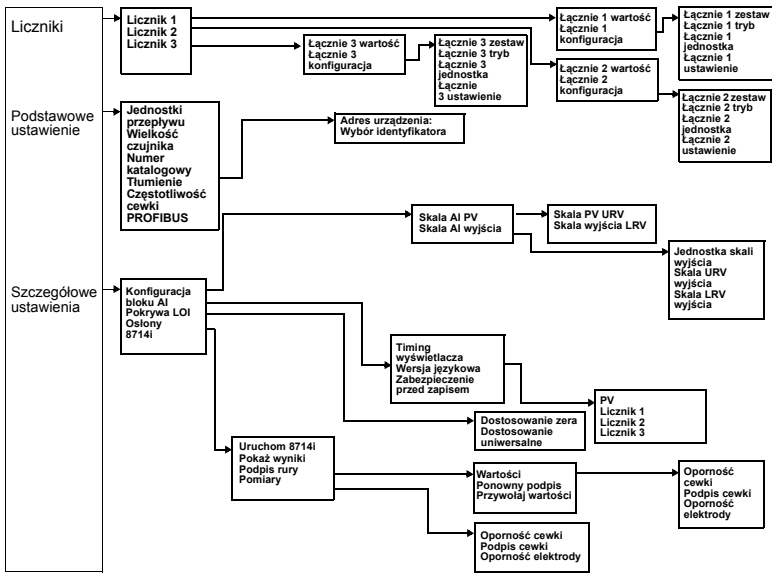 Liczniki
Licznik 1
Licznik 2
Licznik 3
Łącznie 3 wartość
Łącznie 3
konfiguracja
Łącznie 3 zestaw
Łącznie 3 tryb
Łącznie 3
jednostka
Łącznie
3 ustawienie
Łącznie 1 wartość
Łącznie 1
konfiguracja
Łącznie 1 zestaw
Łącznie 1 tryb
Łącznie 1
jednostka
Łącznie 1
ustawienie
Łącznie 2 wartość
Łącznie 2
konfiguracja
Łącznie 2 zestaw
Łącznie 2 tryb
Łącznie 2
jednostka
Łącznie 2
ustawienie
Podstawowe
ustawienie
Jednostki
przepływu
Wielkość
czujnika
Numer
katalogowy
Tłumienie
Częstotliwość
cewki
PROFIBUS
Adres urządzenia:
Wybór identyfikatora
Szczegółowe
ustawienia
Konfiguracja
bloku AI
Pokrywa LOI
Osłony
8714i
Skala AI PV
Skala AI wyjścia
Skala PV URV
Skala wyjścia LRV
Jednostka skali
wyjścia
Skala URV
wyjścia
Skala LRV
wyjścia
Timing
wyświetlacza
Wersja językowa
Zabezpieczenie
przed zapisem
PV
Licznik 1
Licznik 2
Licznik 3
Dostosowanie zera
Dostosowanie
uniwersalne
Uruchom 8714i
Pokaż wyniki
Podpis rury
Pomiary
Wartości
Ponowny podpis
Przywołaj wartości
Oporność
cewki
Podpis cewki
Oporność
elektrody
Oporność cewki
Podpis cewki
Oporność elektrody